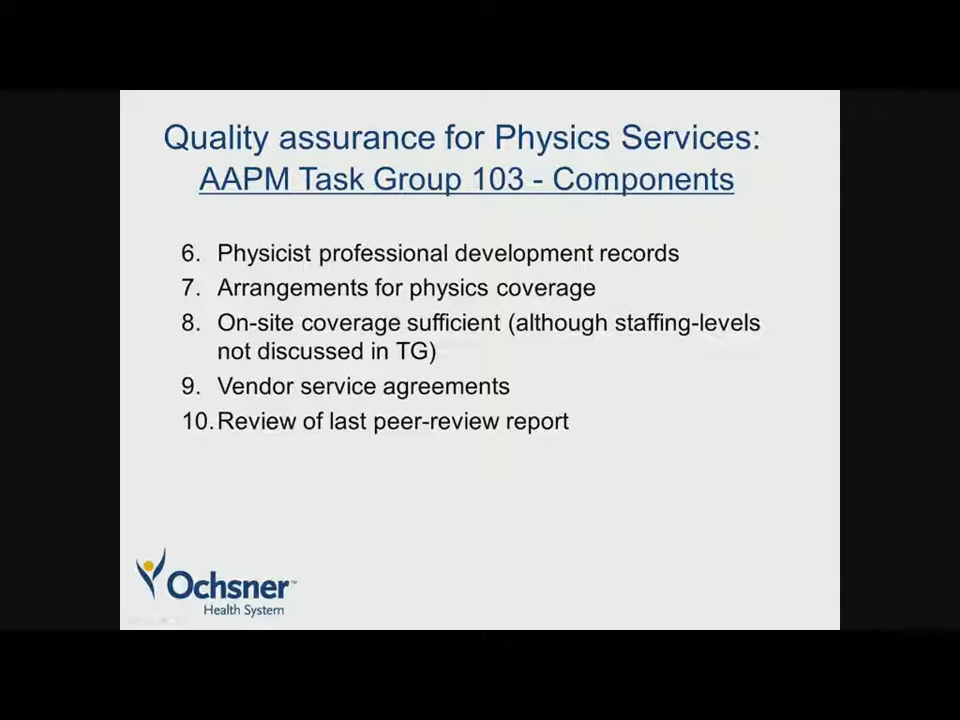 Quality assurance for Physics Services:
AAPM Task Group 103 - Components
6. Physicist professional development records
7. Arrangements for physics coverage
8. On-site coverage sufficient (although staffing-levels
not discussed in TG)
9. Vendor service agreements
10. Review of last peer-review report
Ochsner™
Health System